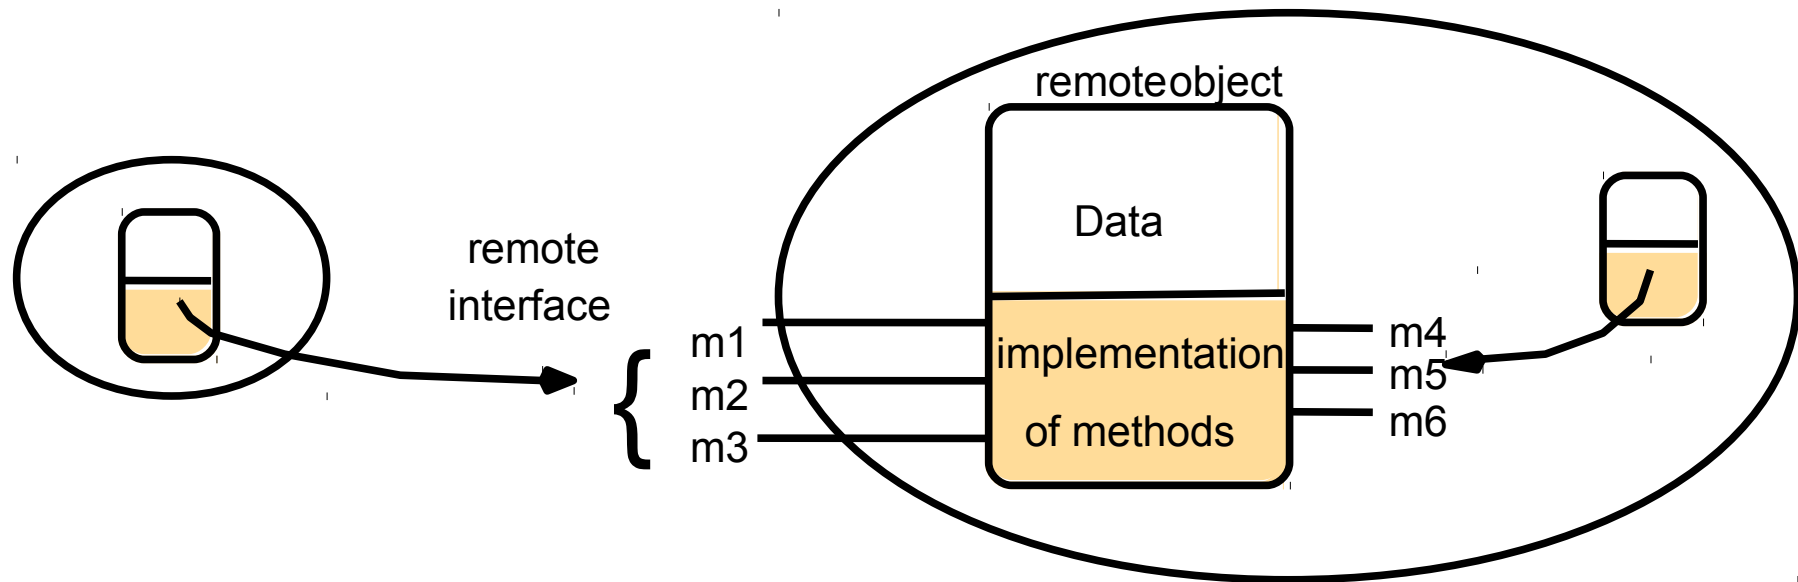 remoteobject
Data
remote
interface
{
m1
m2
m3
implementation
of methods
m4
m5
m6